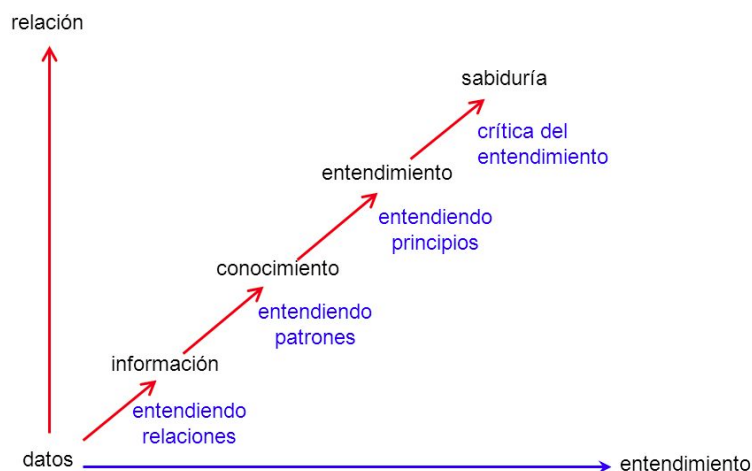 relación
sabiduría
crítica del
entendimiento
entendimiento
entendiendo
principios
conocimiento
entendiendo
patrones
información
entendiendo
relaciones
datos
entendimiento